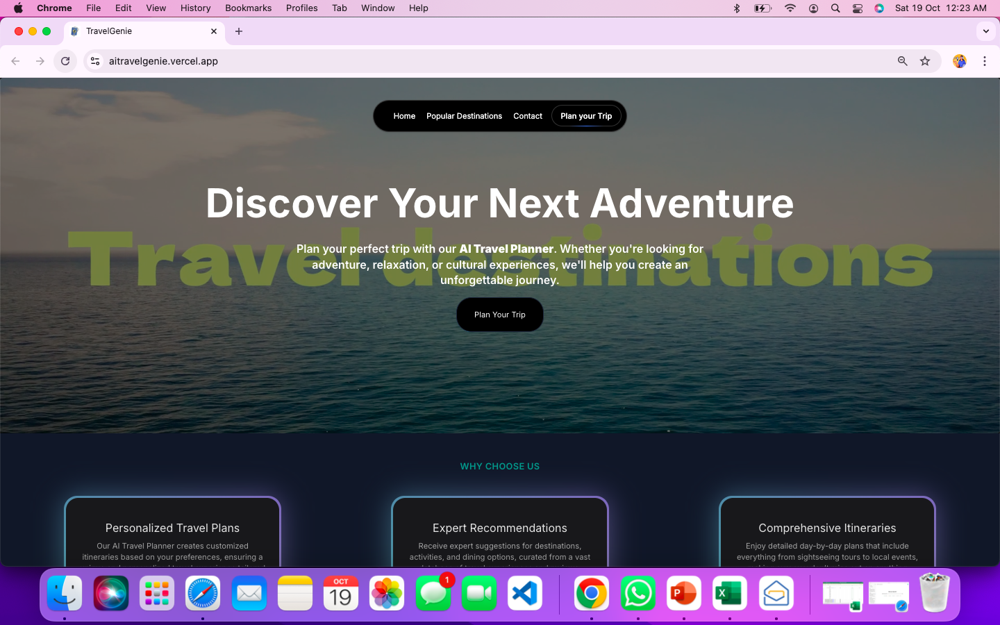 Chrome File Edit View History Bookmarks Profiles Tab Window Help Sat 19 Oct 12:23 AM
TravelGenie
aitravelgenie.vercel.app
Home Popular Destinations Contact Plan your Trip
Discover Your Next Adventure
Travel destinations
Plan your perfect trip with our AI Travel Planner. Whether you're looking for
adventure, relaxation, or cultural experiences, we'll help you create an
unforgettable journey.
Plan Your Trip
WHY CHOOSE US
Personalized Travel Plans
Our AI Travel Planner creates customized
itineraries based on your preferences, ensuring a
Expert Recommendations
Receive expert suggestions for destinations,
activities, and dining options, curated from a vast
Comprehensive Itineraries
Enjoy detailed day-by-day plans that include
everything from sightseeing tours to local events,
OCT
19
1
P
X